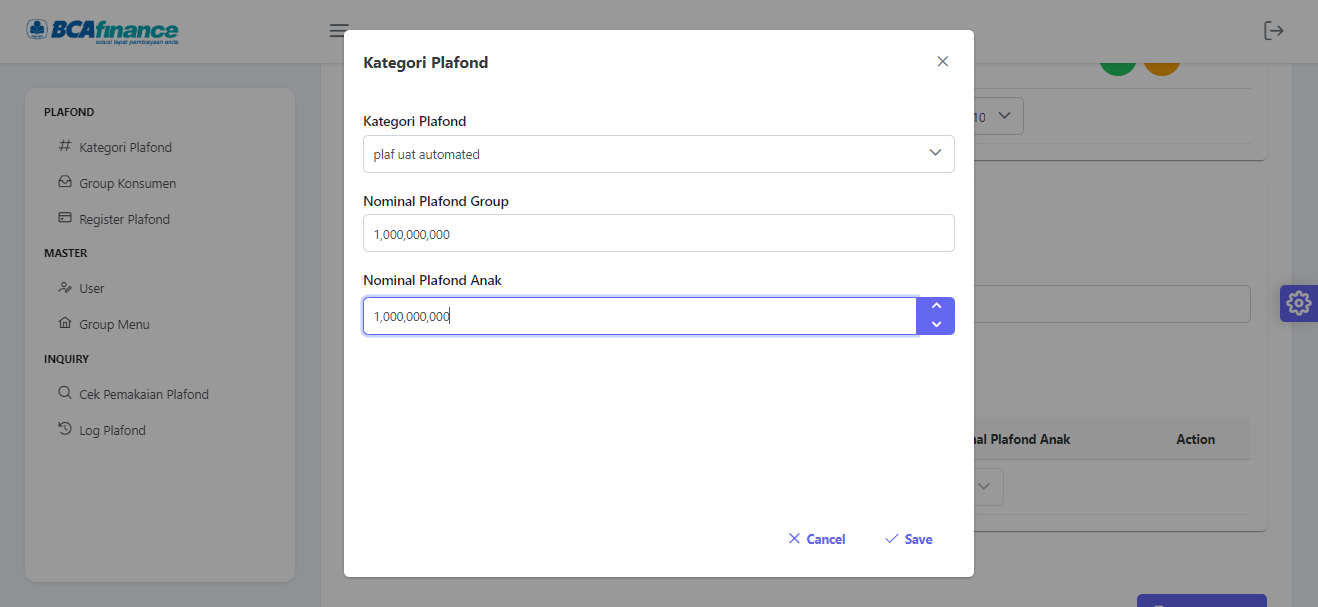 BCAfinance
solusi tepat pembiayaan anda
PLAFOND
Kategori Plafond
Group Konsumen
Register Plafond
MASTER
User
Group Menu
INQUIRY
Cek Pemakaian Plafond
Log Plafond
Kategori Plafond
Kategori Plafond
plaf uat automated
Nominal Plafond Group
1,000,000,000
Nominal Plafond Anak
1,000,000,000
Cancel
Save
10
nal Plafond Anak
Action